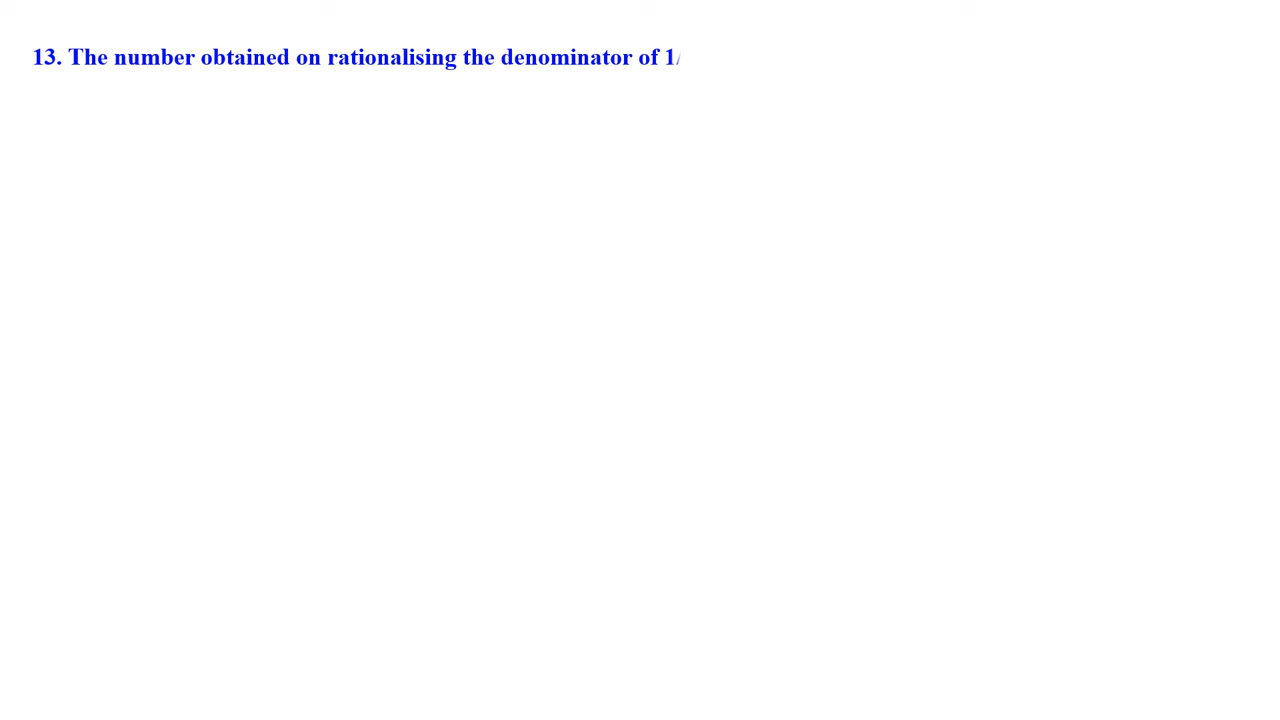 13. The number obtained on rationalising the denominator of 1/